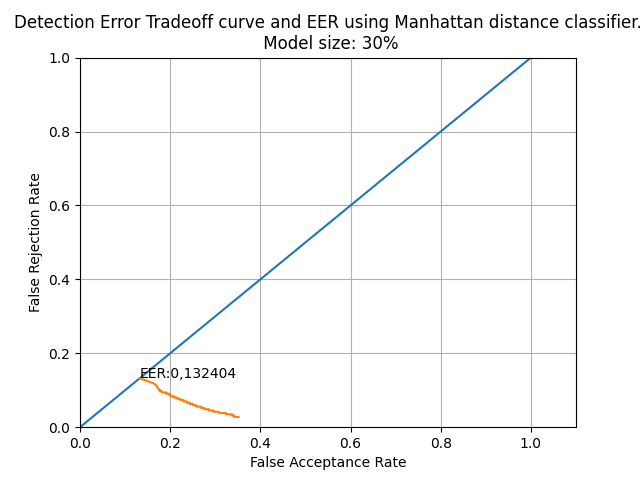 Detection Error Tradeoff curve and EER using Manhattan distance classifier.
Model size: 30%
1.0
0.8
0.6
0.4
0.2
0.0
False Rejection Rate
EER:0,132404
0.0 0.2 0.4 0.6 0.8 1.0
False Acceptance Rate